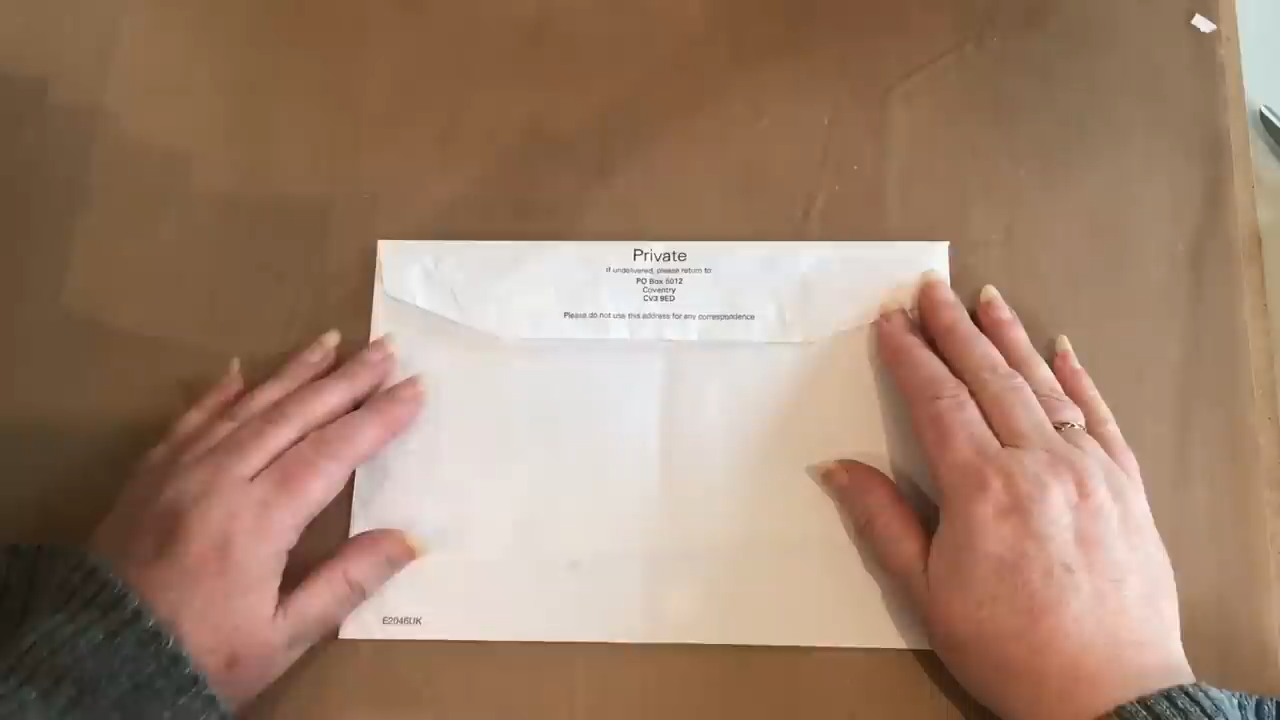 Private
If undelivered, please return to:
PO Box 5012
Coventry
CV3 9ED
Please do not use this address for any correspondence
E2046UK